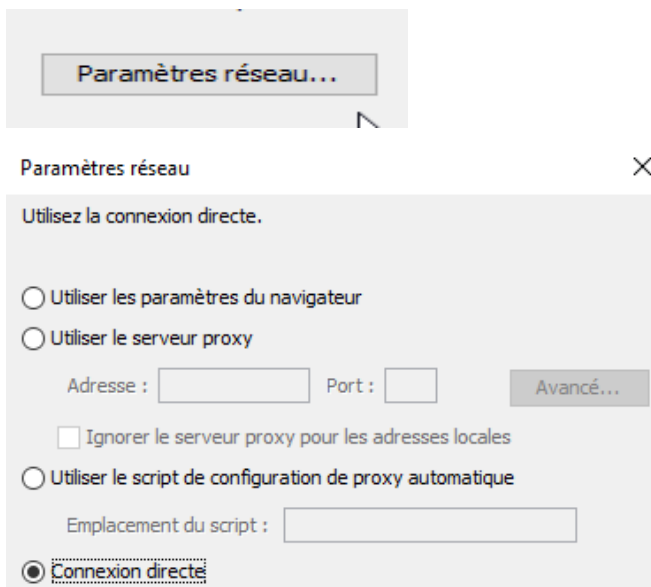 Paramètres réseau...
Paramètres réseau
Utilisez la connexion directe.
Utiliser les paramètres du navigateur
Utiliser le serveur proxy
Adresse : Port : Avancé...
Ignorer le serveur proxy pour les adresses locales
Utiliser le script de configuration de proxy automatique
Emplacement du script :
Connexion directe